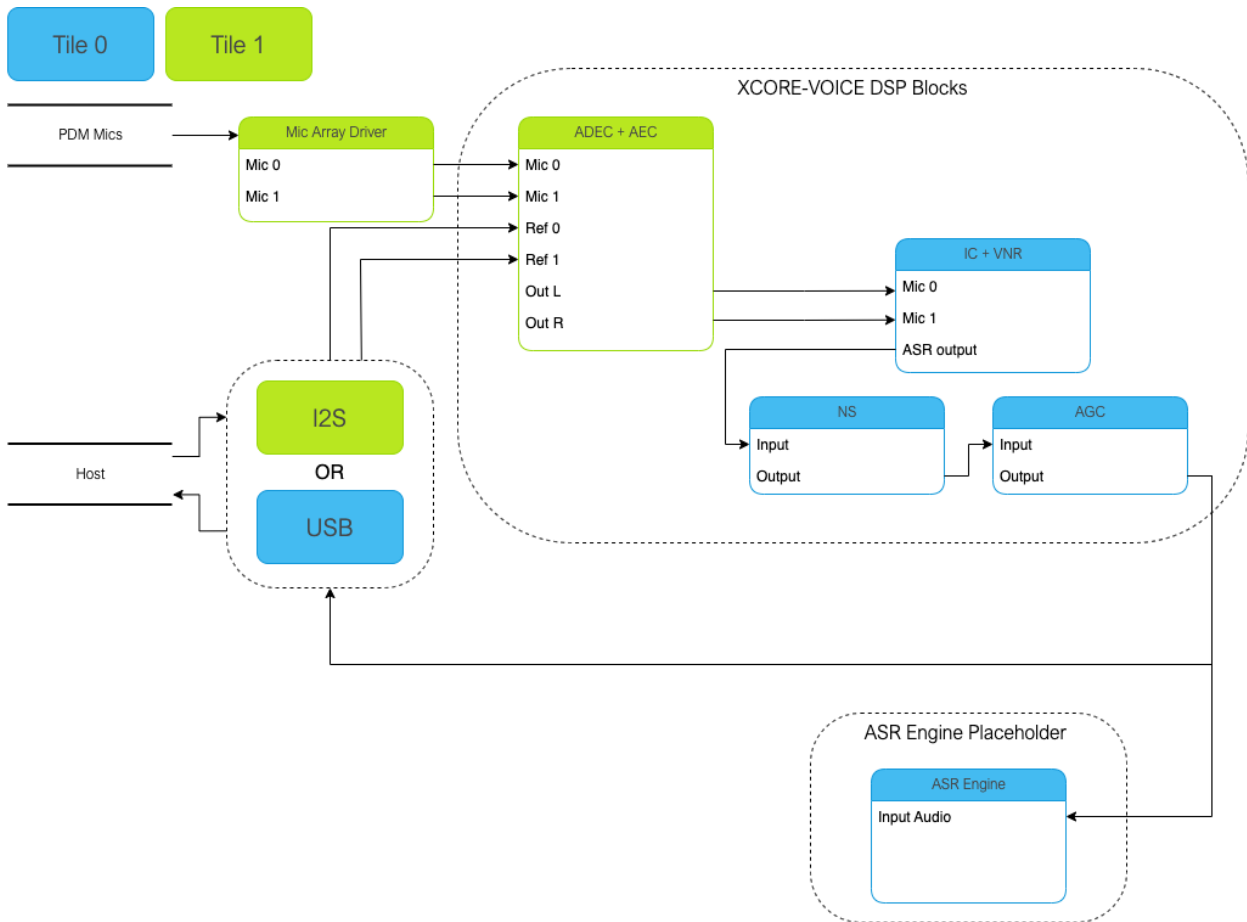 Tile 0
Tile 1
XCORE-VOICE DSP Blocks
PDM Mics
Mic Array Driver
Mic 0
Mic 1
ADEC + AEC
Mic 0
Mic 1
Ref 0
Ref 1
Out L
Out R
IC + VNR
Mic 0
Mic 1
ASR output
I2S
OR
USB
Host
NS
Input
Output
AGC
Input
Output
ASR Engine Placeholder
ASR Engine
Input Audio